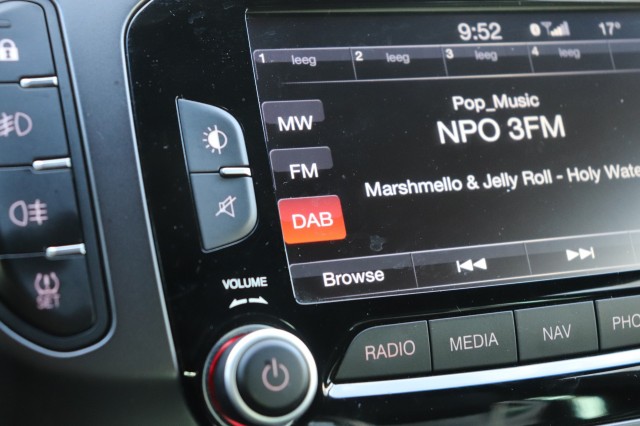 9:52 17°
1 leeg 2 leeg 3 leeg 4 leeg
Pop_Music
MW
NPO 3FM
FM
Marshmello & Jelly Roll - Holy Wate
DAB
Browse
VOLUME
SET
RADIO MEDIA NAV PHO